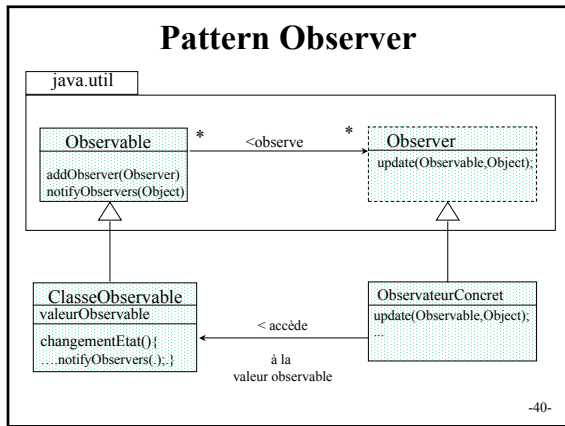 Pattern Observer
java.util
Observable
addObserver(Observer)
notifyObservers(Object)
*
<observe
*
Observer
update(Observable,Object);
ClasseObservable
valeurObservable
changementEtat(){
….notifyObservers(.);.}
< accède
à la
valeur observable
ObservateurConcret
update(Observable,Object);
...
-40-